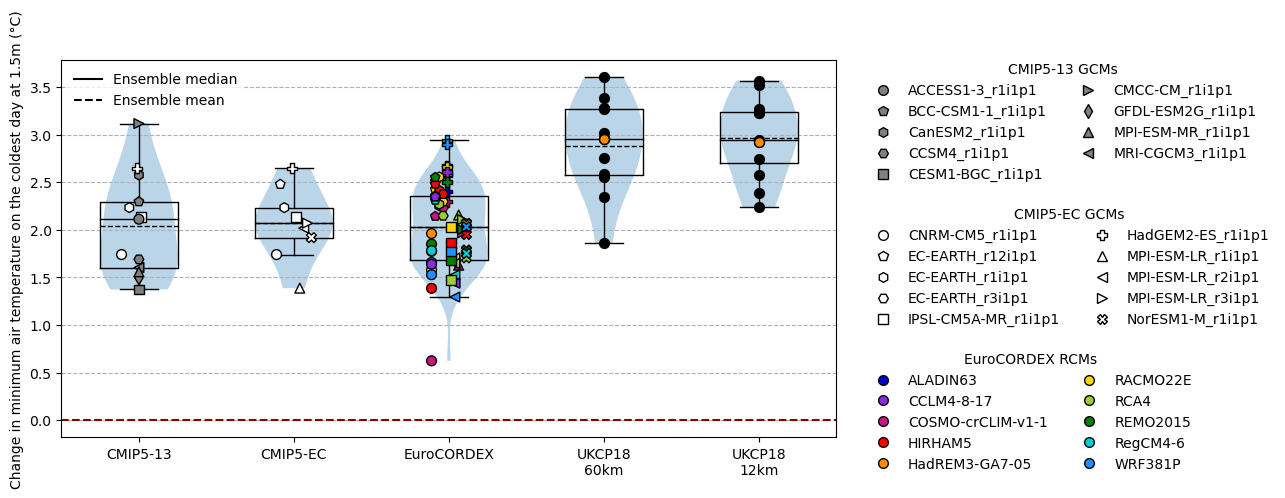 Change in minimum air temperature on the coldest day at 1.5m (°C)
Ensemble median
Ensemble mean
3.5
3.0
2.5
2.0
1.5
1.0
0.5
0.0
CMIP5-13
CMIP5-EC
EuroCORDEX
UKCP18
60km
UKCP18
12km
CMIP5-13 GCMs
ACCESS1-3_r1i1p1
BCC-CSM1-1_r1i1p1
CanESM2_r1i1p1
CCSM4_r1i1p1
CESM1-BGC_r1i1p1
CMCC-CM_r1i1p1
GFDL-ESM2G_r1i1p1
MPI-ESM-MR_r1i1p1
MRI-CGCM3_r1i1p1
CMIP5-EC GCMs
CNRM-CM5_r1i1p1
EC-EARTH_r12i1p1
EC-EARTH_r1i1p1
EC-EARTH_r3i1p1
IPSL-CM5A-MR_r1i1p1
HadGEM2-ES_r1i1p1
MPI-ESM-LR_r1i1p1
MPI-ESM-LR_r2i1p1
MPI-ESM-LR_r3i1p1
NorESM1-M_r1i1p1
EuroCORDEX RCMs
ALADIN63
CCLM4-8-17
COSMO-crCLIM-v1-1
HIRHAM5
HadREM3-GA7-05
RACMO22E
RCA4
REMO2015
RegCM4-6
WRF381P